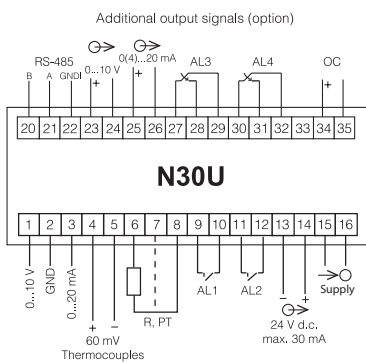 Additional output signals (option)
RS-485
B A GND
0...10 V
+
0(4)...20 mA
+
AL3
AL4
OC
+
20 21 22 23 24 25 26 27 28 29 30 31 32 33 34 35
N30U
1 2 3 4 5 6 7 8 9 10 11 12 13 14 15 16
0...10 V
GND
0...20 mA
+ -
60 mV
Thermocouples
R, PT
AL1
AL2
- +
24 V d.c.
max. 30 mA
Supply